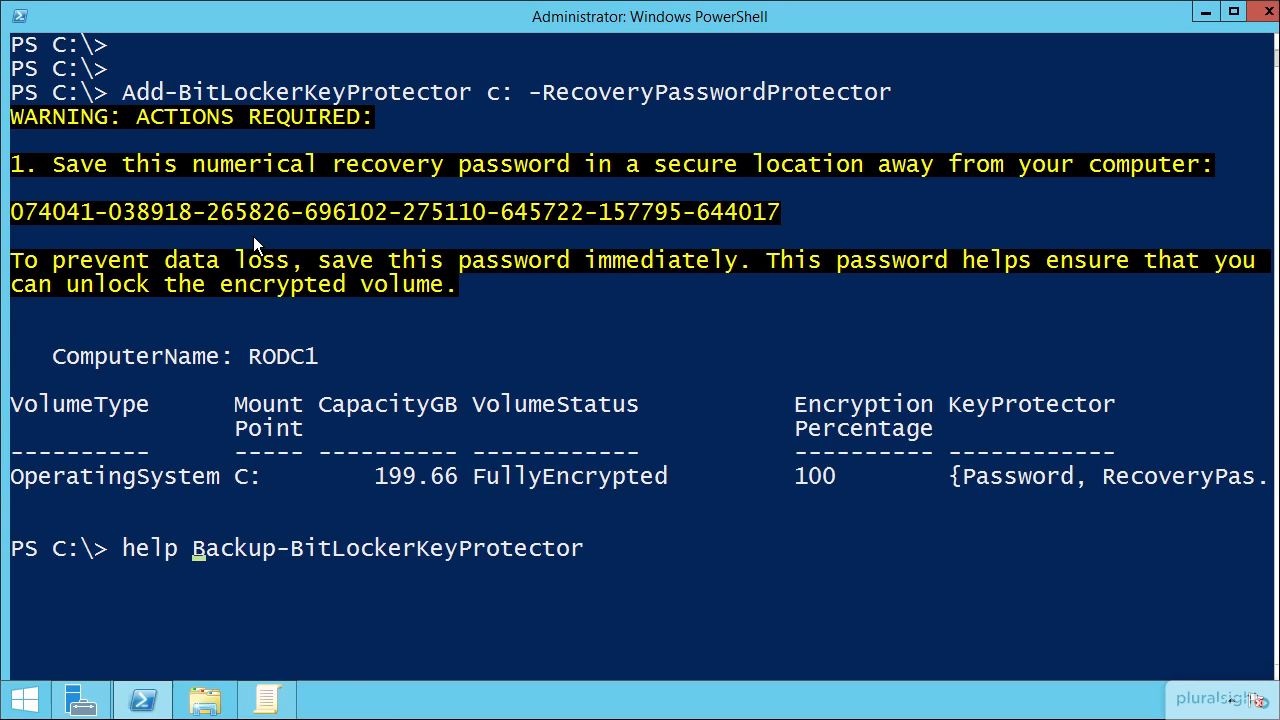 Administrator: Windows PowerShell
PS C:\>
PS C:\>
PS C:\> Add-BitLockerKeyProtector c: -RecoveryPasswordProtector
WARNING: ACTIONS REQUIRED:
1. Save this numerical recovery password in a secure location away from your computer:
074041-038918-265826-696102-275110-645722-157795-644017
To prevent data loss, save this password immediately. This password helps ensure that you
can unlock the encrypted volume.
ComputerName: RODC1
VolumeType Mount CapacityGB VolumeStatus Encryption KeyProtector
Point Percentage
---------- ----- ---------- ------------ ---------- ------------
OperatingSystem C: 199.66 FullyEncrypted 100 {Password, RecoveryPas.
PS C:\> help Backup-BitLockerKeyProtector